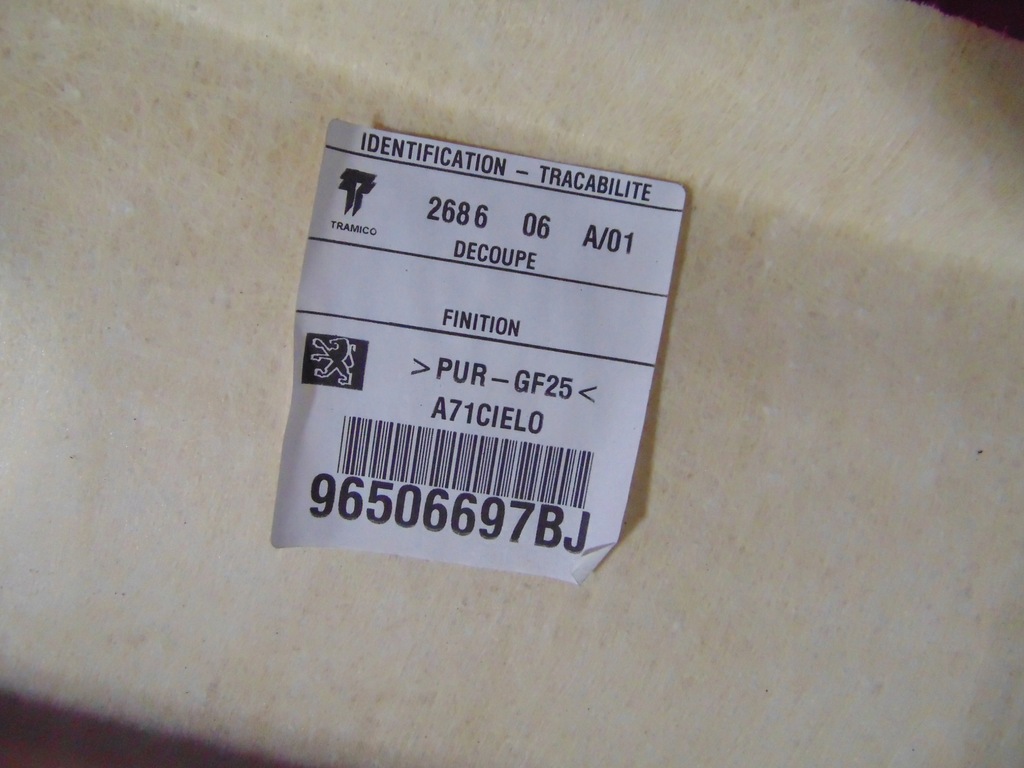 IDENTIFICATION - TRACABILITE
TRAMICO
2686 06 A/01
DECOUPE
FINITION
>PUR-GF25<
A71CIELO
96506697BJ